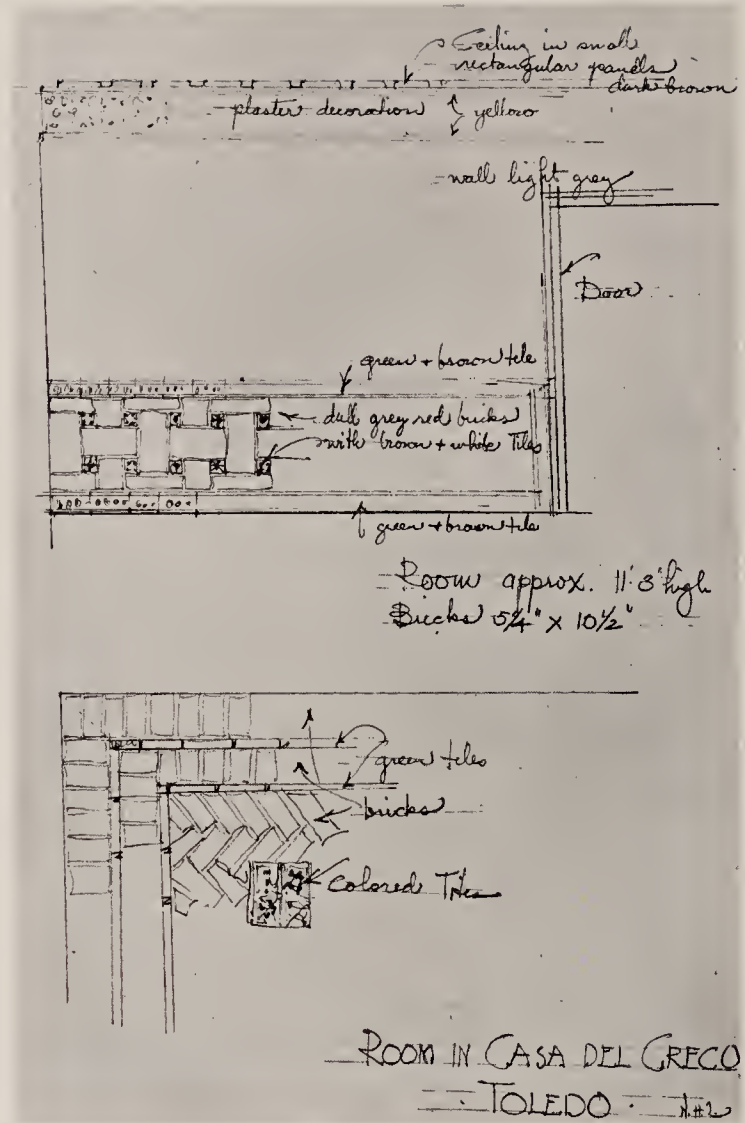 Ceiling in small
rectangular panels
dark brown
plaster decoration yellow
wall light grey
Door
green + brown tile
dull grey red bricks
with brown + white Tiles
green + brown tile
Room approx. 11' 3" high
Bricks 5¼" x 10½"
green tiles
bricks
Colored Tiles
ROOM IN CASA DEL GRECO
TOLEDO